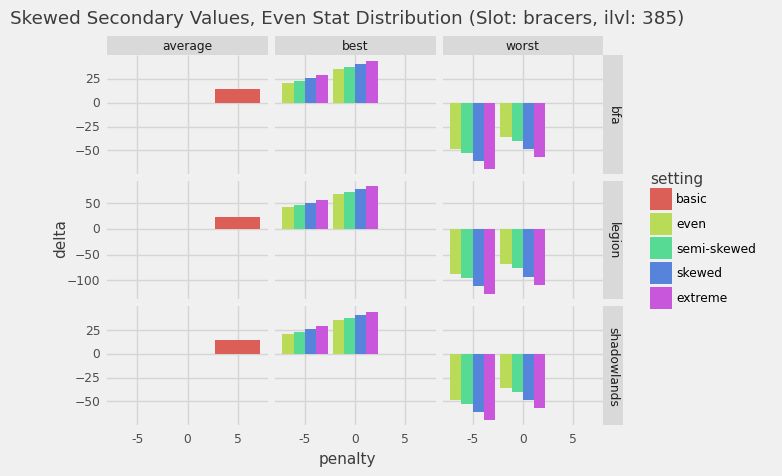 Skewed Secondary Values, Even Stat Distribution (Slot: bracers, ilvl: 385)
average best worst
25
0
−25
−50
bfa
50
0
−50
−100
legion
25
0
−25
−50
shadowlands
delta
-5 0 5 -5 0 5 -5 0 5
penalty
setting
basic
even
semi-skewed
skewed
extreme